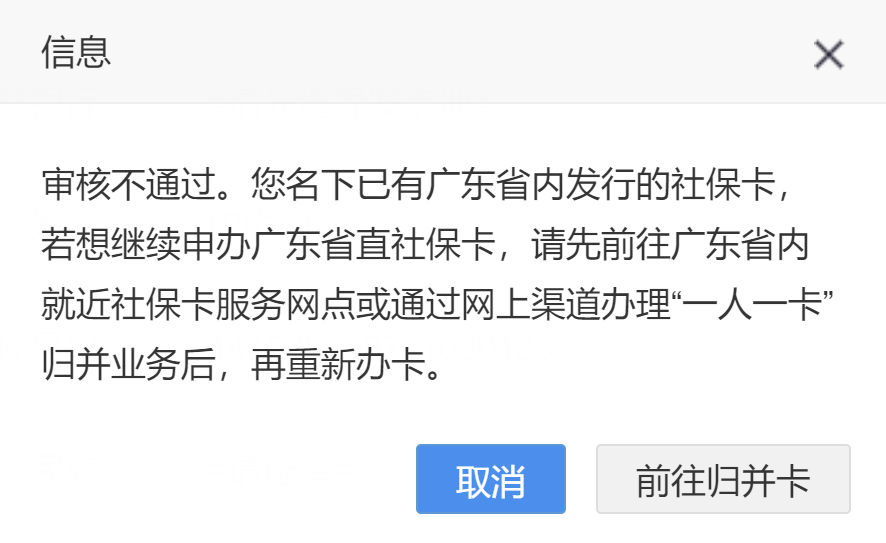 信息
审核不通过。您名下已有广东省内发行的社保卡，
若想继续申办广东省直社保卡，请先前往广东省内
就近社保卡服务网点或通过网上渠道办理“一人一卡”
归并业务后，再重新办卡。
取消
前往归并卡